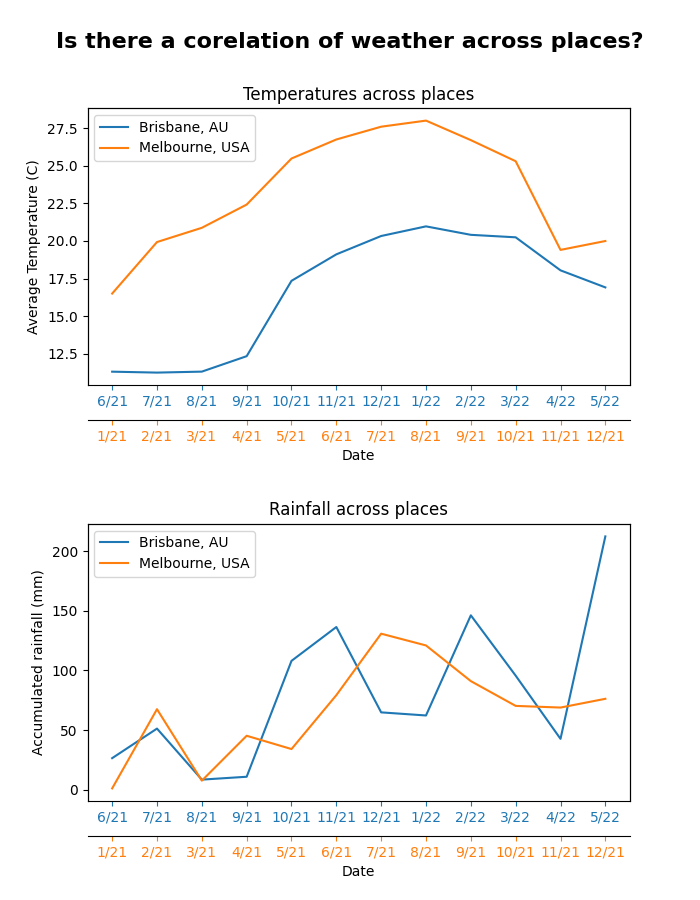 Is there a corelation of weather across places?
Temperatures across places
Brisbane, AU
Melbourne, USA
27.5
25.0
22.5
20.0
17.5
15.0
12.5
Average Temperature (C)
6/21 7/21 8/21 9/21 10/21 11/21 12/21 1/22 2/22 3/22 4/22 5/22
1/21 2/21 3/21 4/21 5/21 6/21 7/21 8/21 9/21 10/21 11/21 12/21
Date
Rainfall across places
Brisbane, AU
Melbourne, USA
200
150
100
50
0
Accumulated rainfall (mm)
6/21 7/21 8/21 9/21 10/21 11/21 12/21 1/22 2/22 3/22 4/22 5/22
1/21 2/21 3/21 4/21 5/21 6/21 7/21 8/21 9/21 10/21 11/21 12/21
Date